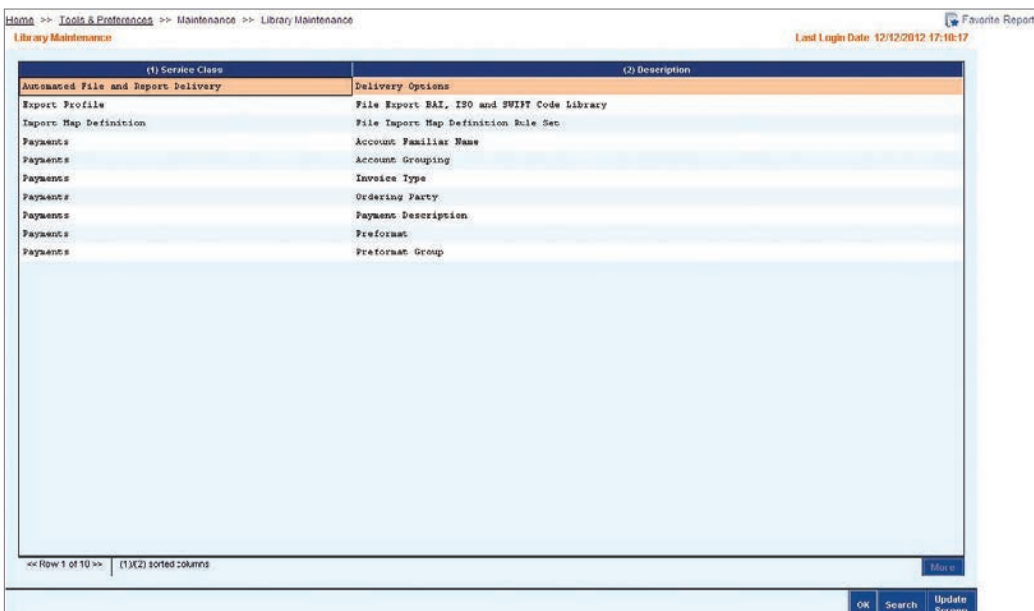 Home >> Tools & Preferences >> Maintenance >> Library Maintenance
Favorite Report
Library Maintenance
Last Login Date 12/12/2012 17:10:17
(1) Service Class (2) Description
Automated File and Report Delivery Delivery Options
Export Profile File Export BAI, ISO and SWIFT Code Library
Import Map Definition File Import Map Definition Rule Set
Payments Account Familiar Name
Payments Account Grouping
Payments Invoice Type
Payments Ordering Party
Payments Payment Description
Payments Preformat
Payments Preformat Group
<< Row 1 of 10 >> (1)/(2) sorted columns
More
OK Search Update
Screen